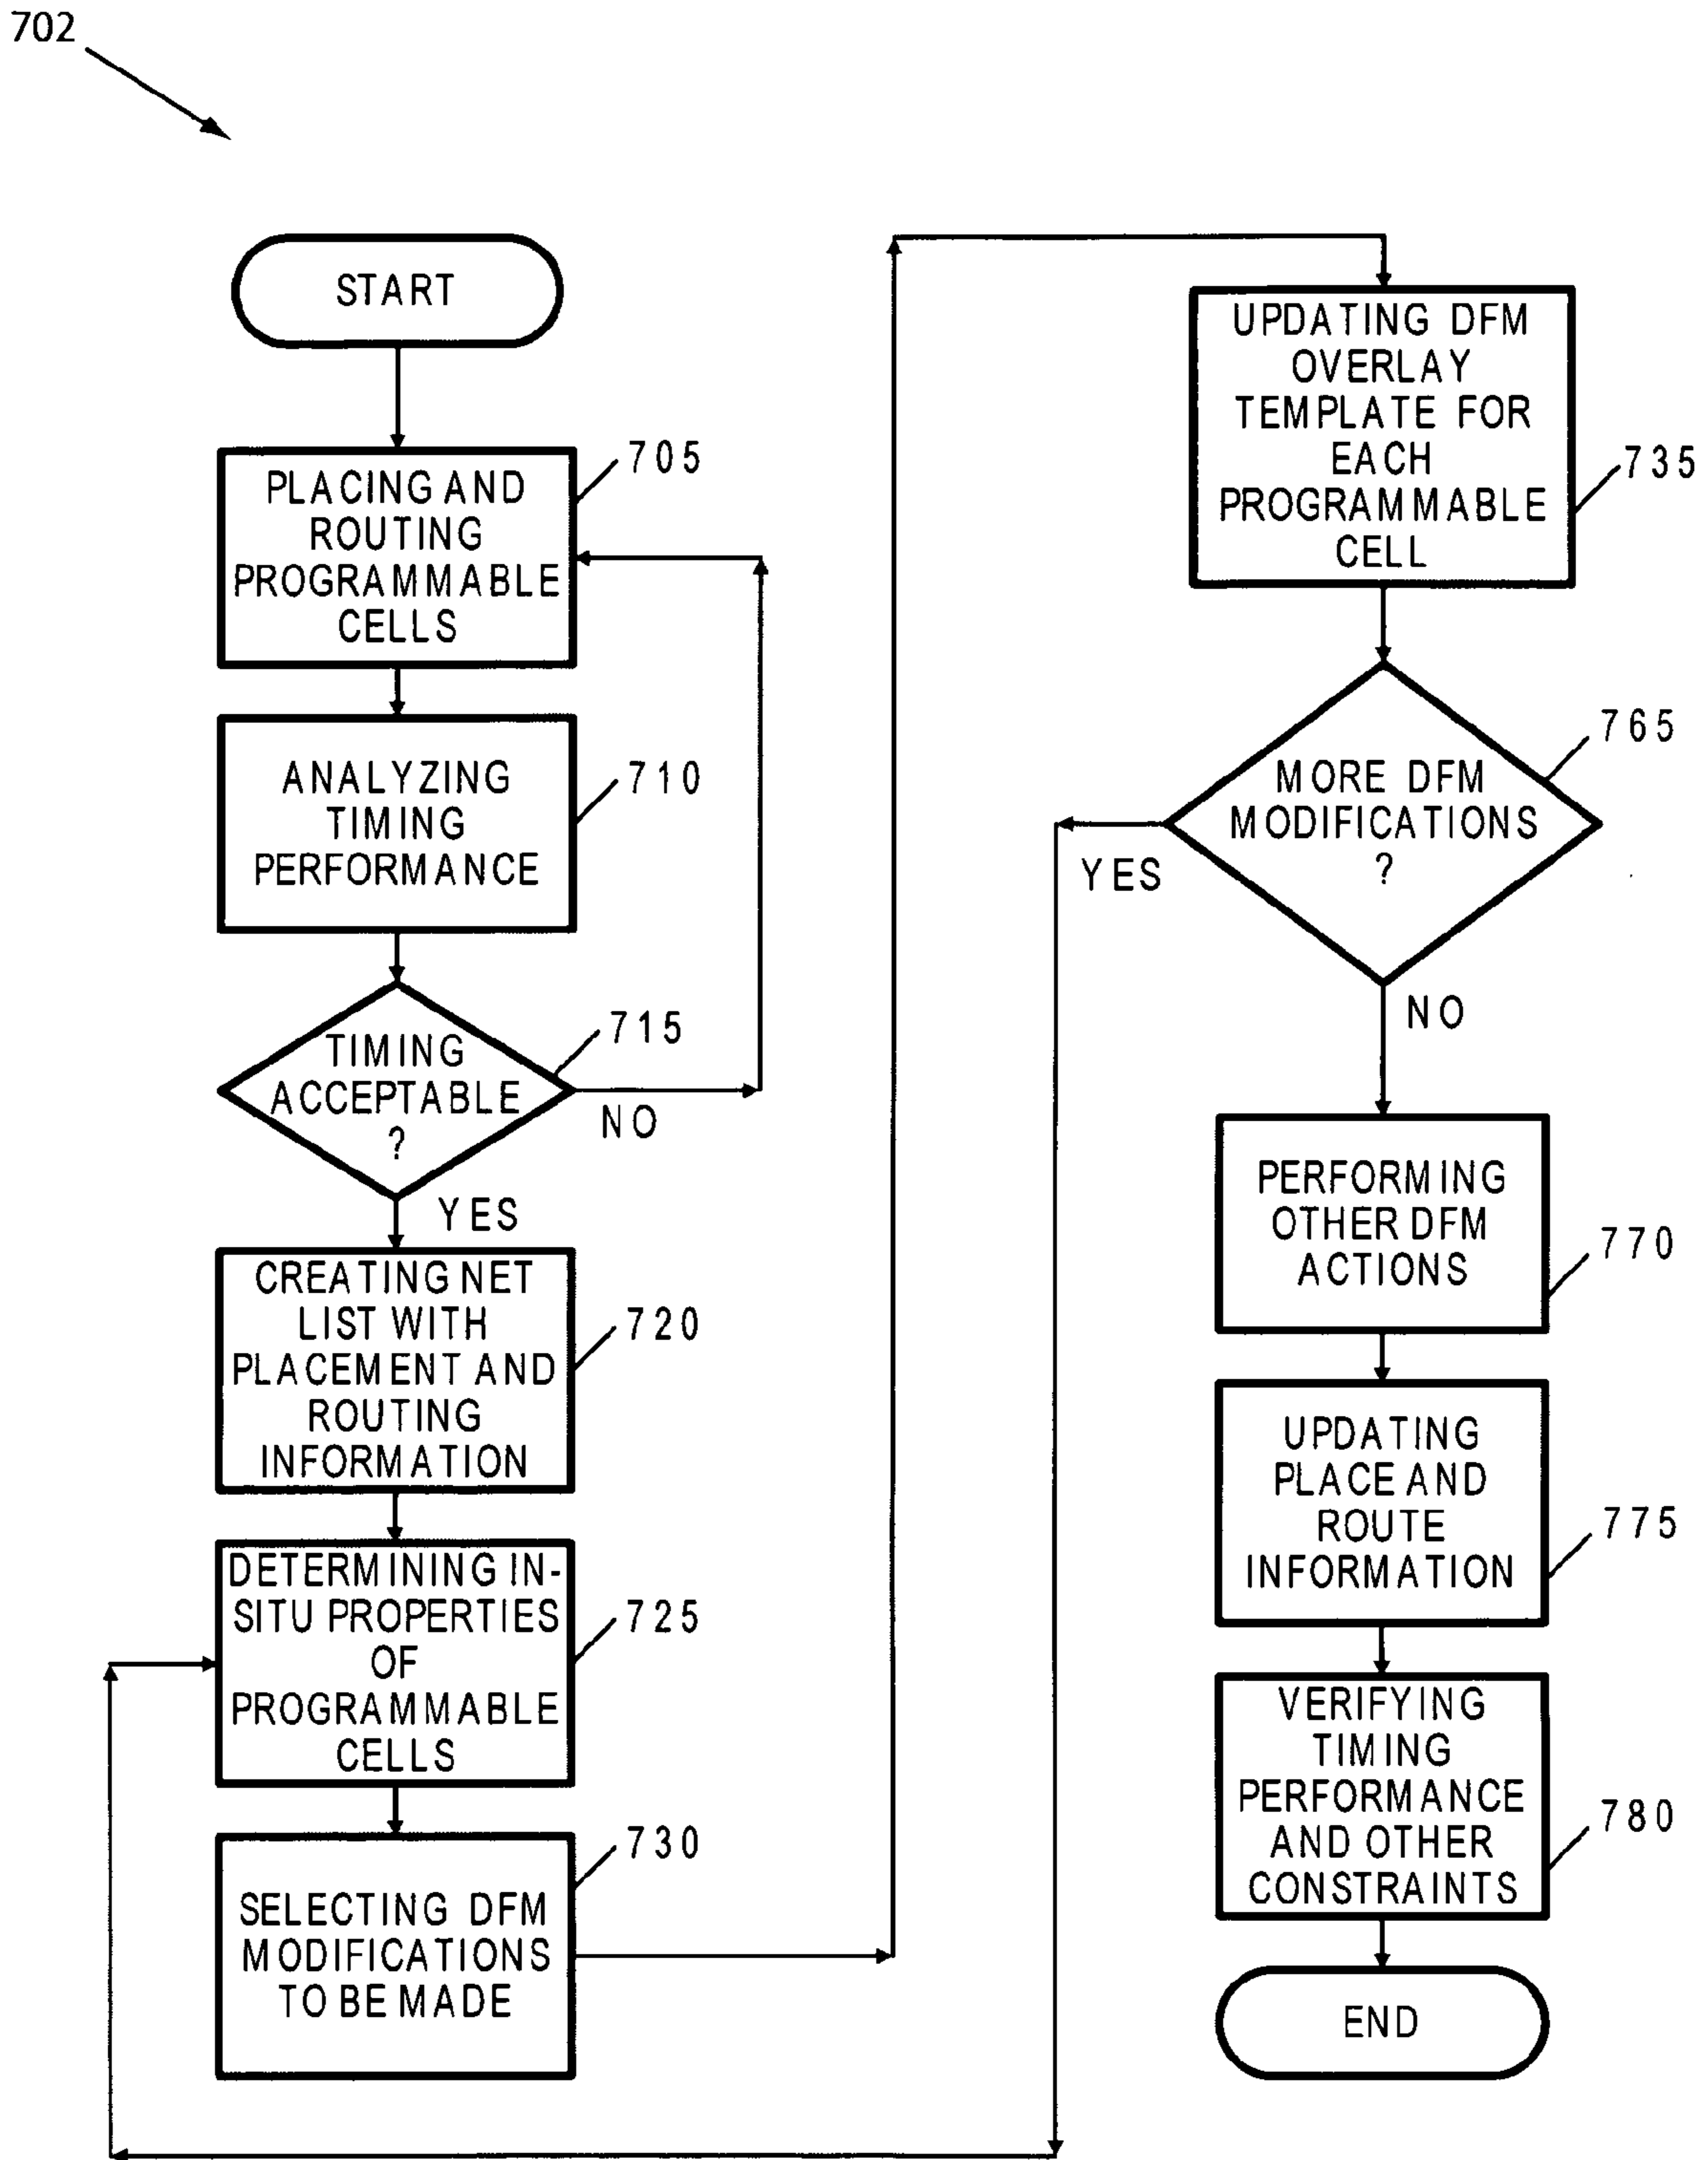 702
START
PLACING AND
ROUTING
PROGRAMMABLE
CELLS
705
ANALYZING
TIMING
PERFORMANCE
710
TIMING
ACCEPTABLE
?
715
NO
YES
CREATING NET
LIST WITH
PLACEMENT AND
ROUTING
INFORMATION
720
DETERMINING IN-
SITU PROPERTIES
OF
PROGRAMMABLE
CELLS
725
SELECTING DFM
MODIFICATIONS
TO BE MADE
730
UPDATING DFM
OVERLAY
TEMPLATE FOR
EACH
PROGRAMMABLE
CELL
735
MORE DFM
MODIFICATIONS
?
765
YES
NO
PERFORMING
OTHER DFM
ACTIONS
770
UPDATING
PLACE AND
ROUTE
INFORMATION
775
VERIFYING
TIMING
PERFORMANCE
AND OTHER
CONSTRAINTS
780
END